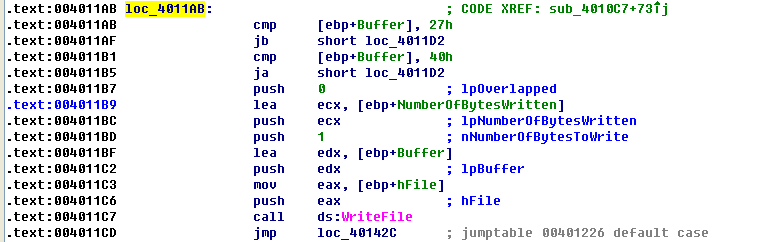 .text:004011AB loc_4011AB: ; CODE XREF: sub_4010C7+73↑j
.text:004011AB cmp [ebp+Buffer], 27h
.text:004011AF jb short loc_4011D2
.text:004011B1 cmp [ebp+Buffer], 40h
.text:004011B5 ja short loc_4011D2
.text:004011B7 push 0 ; lpOverlapped
.text:004011B9 lea ecx, [ebp+NumberOfBytesWritten]
.text:004011BC push ecx ; lpNumberOfBytesWritten
.text:004011BD push 1 ; nNumberOfBytesToWrite
.text:004011BF lea edx, [ebp+Buffer]
.text:004011C2 push edx ; lpBuffer
.text:004011C3 mov eax, [ebp+hFile]
.text:004011C6 push eax ; hFile
.text:004011C7 call ds:WriteFile
.text:004011CD jmp loc_40142C ; jumptable 00401226 default case